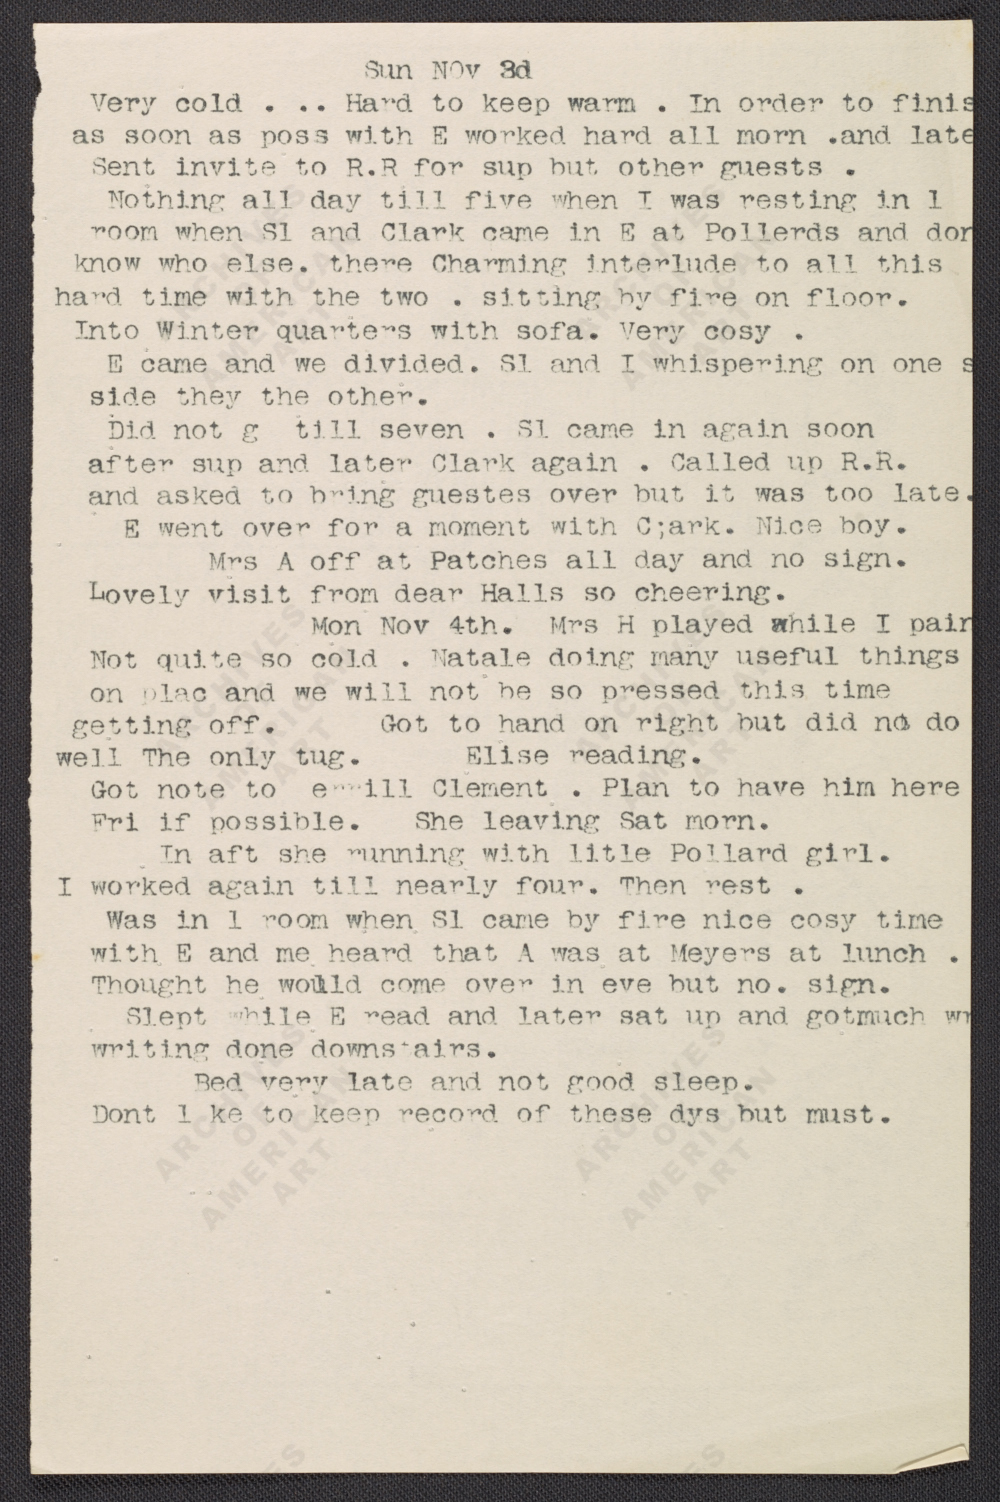 Sun NOv 3d
Very cold . .. Hard to keep warm . In order to finis
as soon as poss with E worked hard all morn .and late
Sent invite to R.R for sup but other guests .
Nothing all day till five when I was resting in l
room when Sl and Clark came in E at Pollerds and don
know who else. there Charming interlude to all this
hard time with the two . sitting by fire on floor.
Into Winter quarters with sofa. Very cosy .
E came and we divided. Sl and I whispering on one s
side they the other.
Did not g till seven . Sl came in again soon
after sup and later Clark again . Called up R.R.
and asked to bring guestes over but it was too late.
E went over for a moment with C;ark. Nice boy.
Mrs A off at Patches all day and no sign.
Lovely visit from dear Halls so cheering.
Mon Nov 4th. Mrs H played while I pain
Not quite so cold . Natale doing many useful things
on plac and we will not be so pressed this time
getting off. Got to hand on right but did not do
well The only tug. Elise reading.
Got note to Clement . Plan to have him here
Fri if possible. She leaving Sat morn.
In aft she running with litle Pollard girl.
I worked again till nearly four. Then rest .
Was in l room when Sl came by fire nice cosy time
with E and me heard that A was at Meyers at lunch .
Thought he would come over in eve but no. sign.
Slept while E read and later sat up and gotmuch wr
writing done downstairs.
Bed very late and not good sleep.
Dont l ke to keep record of these dys but must.
ARCHIVES
OF
AMERICAN
ART